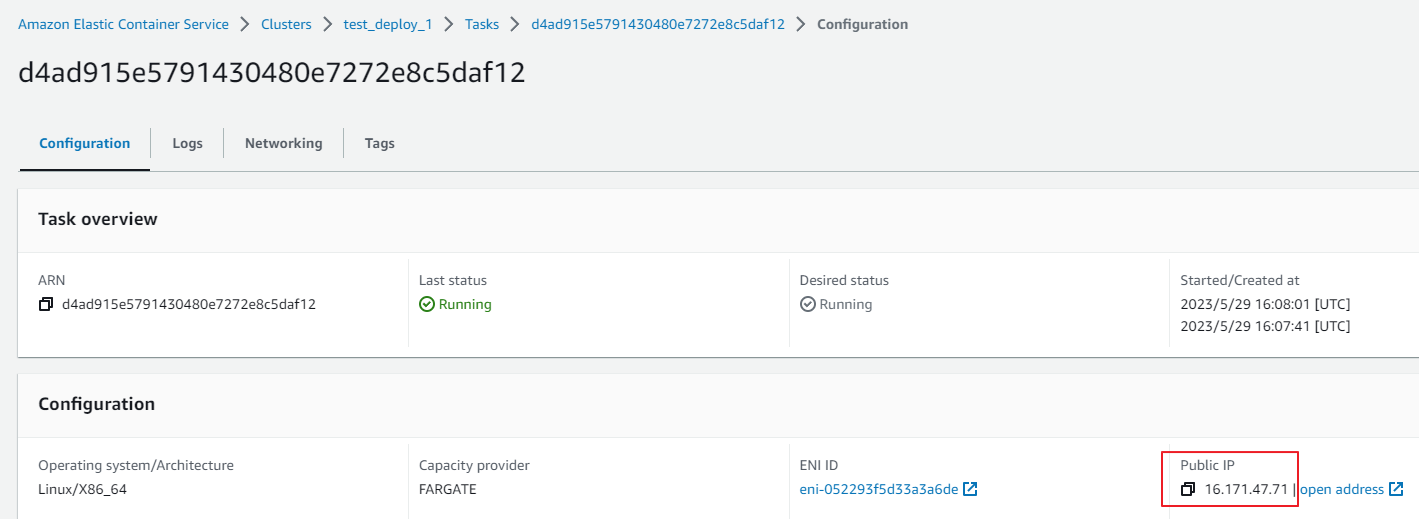 Amazon Elastic Container Service > Clusters > test_deploy_1 > Tasks > d4ad915e5791430480e7272e8c5daf12 > Configuration
d4ad915e5791430480e7272e8c5daf12
Configuration Logs Networking Tags
Task overview
ARN
d4ad915e5791430480e7272e8c5daf12
Last status
Running
Desired status
Running
Started/Created at
2023/5/29 16:08:01 [UTC]
2023/5/29 16:07:41 [UTC]
Configuration
Operating system/Architecture
Linux/X86_64
Capacity provider
FARGATE
ENI ID
eni-052293f5d33a3a6de
Public IP
16.171.47.71 | open address